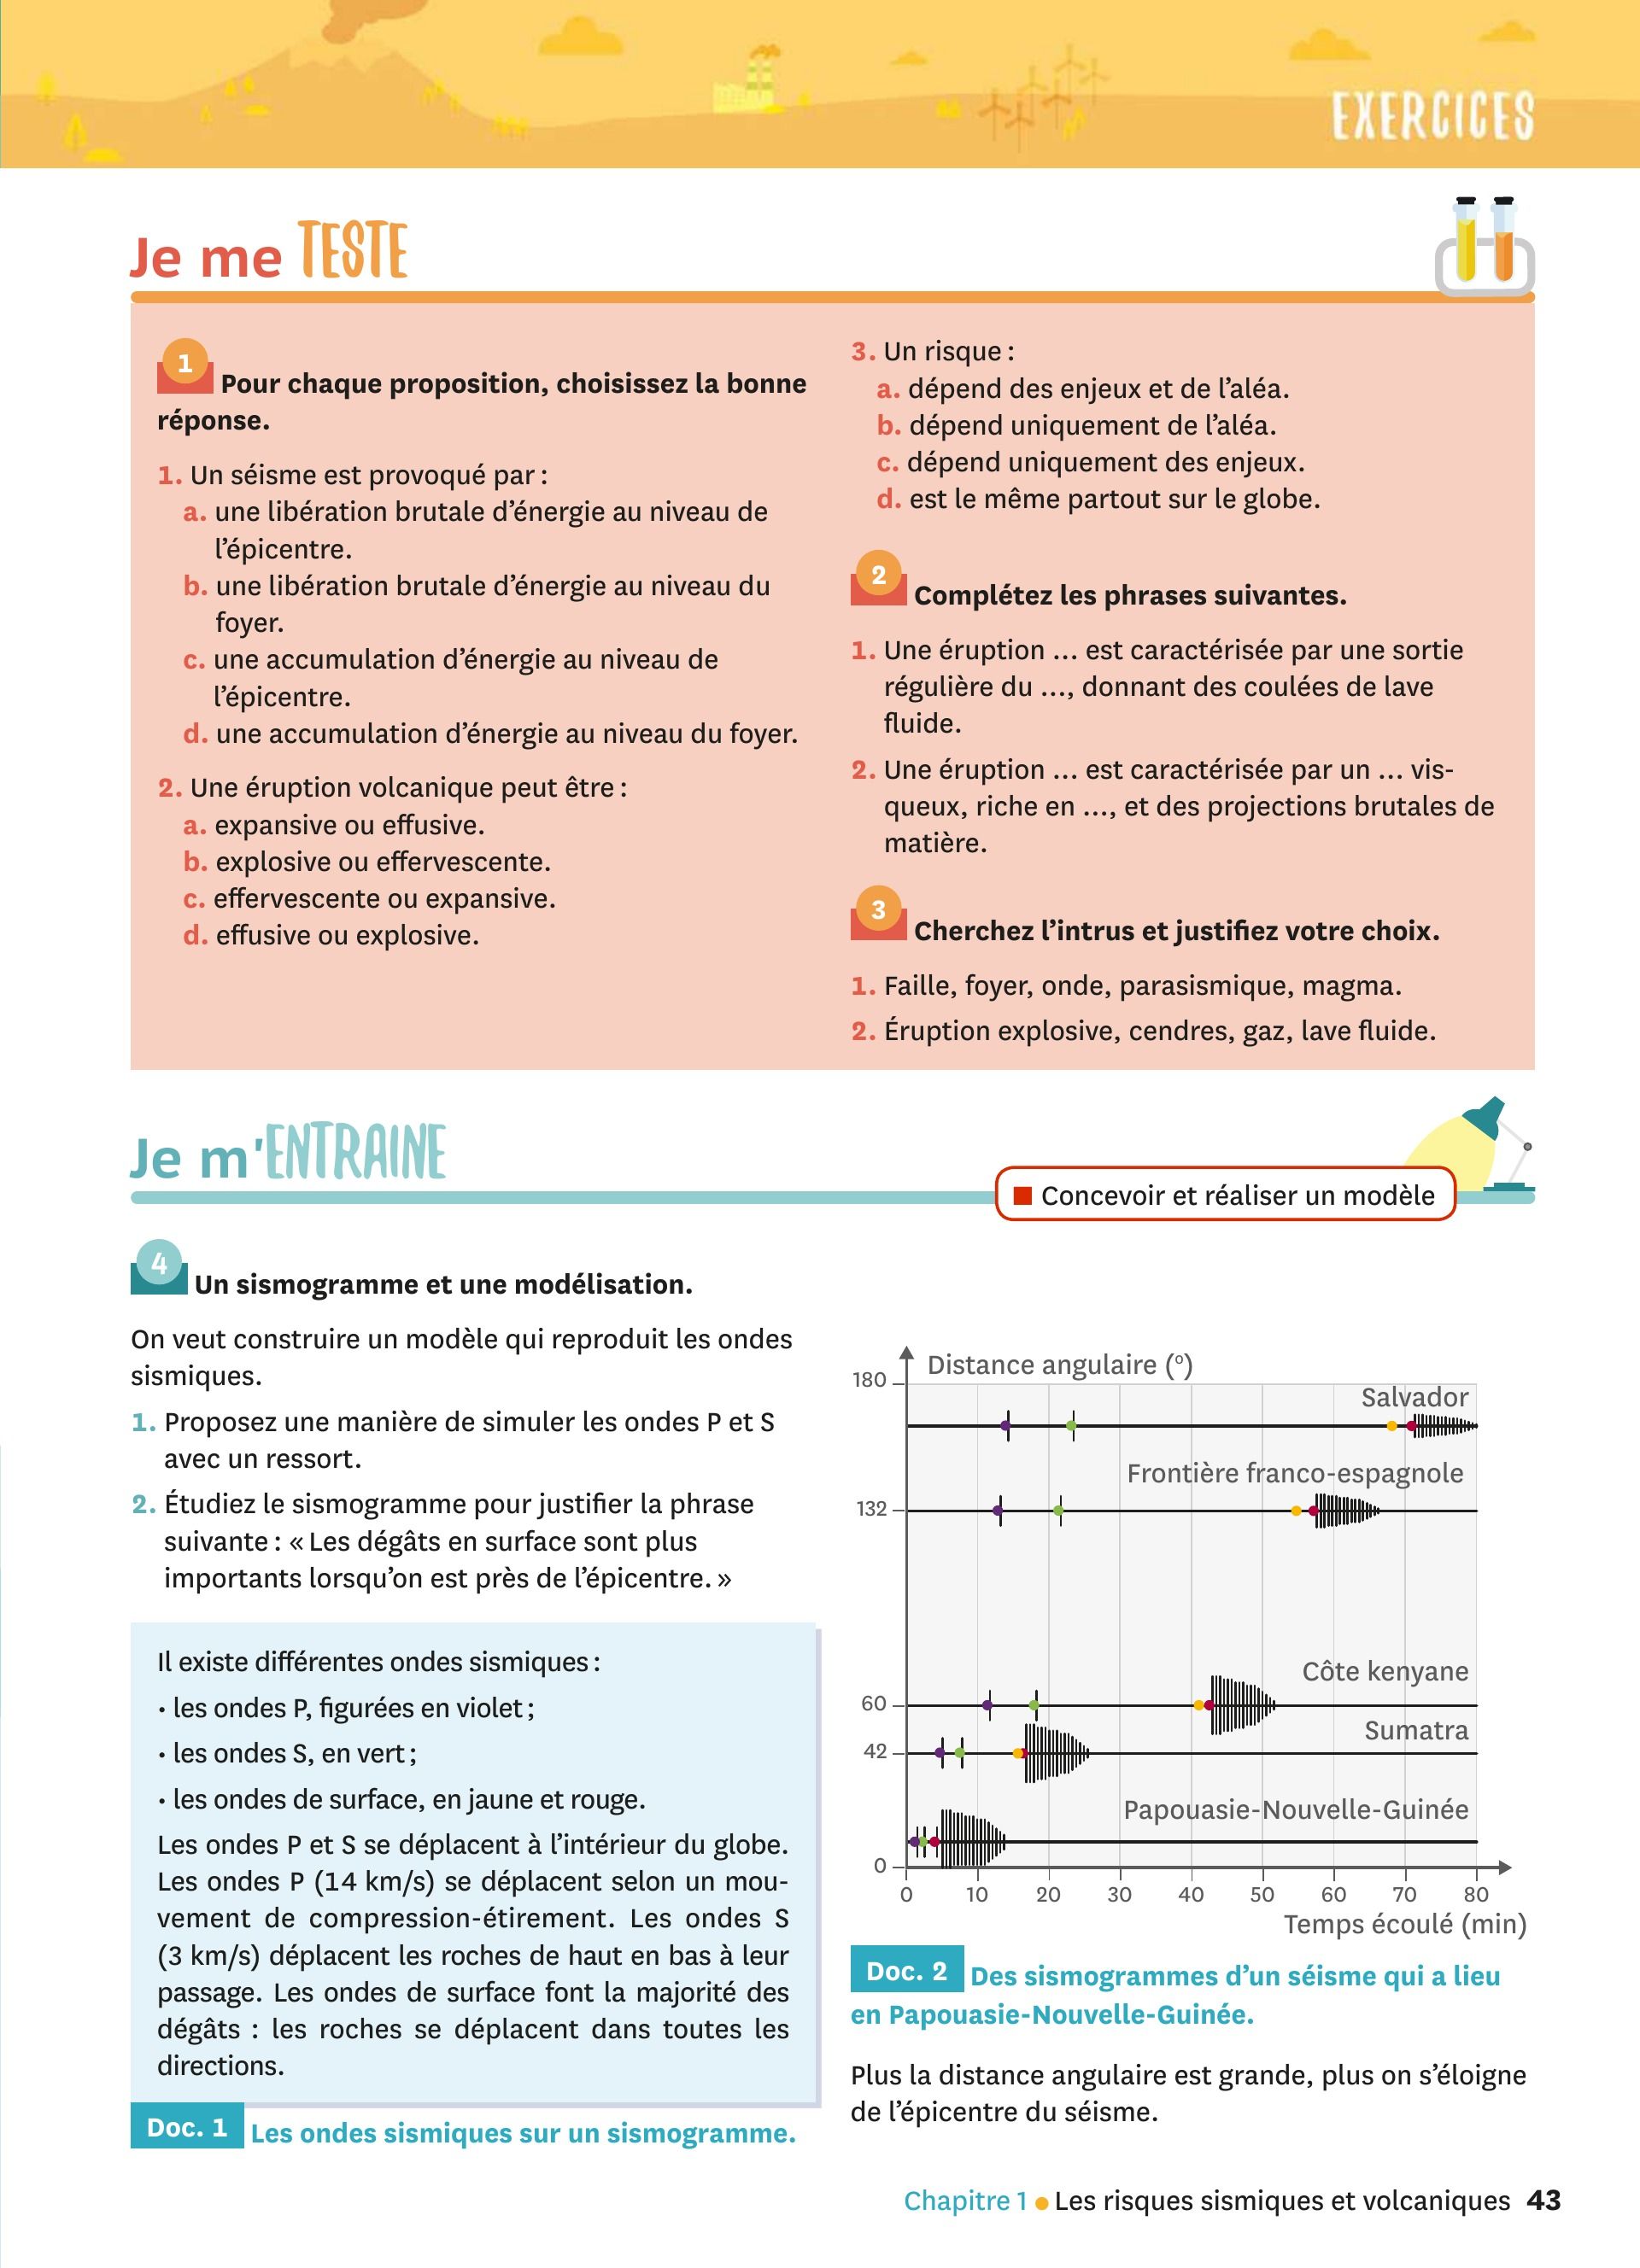 EXERCICES
Je me TESTE
1 Pour chaque proposition, choisissez la bonne
réponse.
1. Un séisme est provoqué par :
a. une libération brutale d’énergie au niveau de
l’épicentre.
b. une libération brutale d’énergie au niveau du
foyer.
c. une accumulation d’énergie au niveau de
l’épicentre.
d. une accumulation d’énergie au niveau du foyer.
2. Une éruption volcanique peut être :
a. expansive ou effusive.
b. explosive ou effervescente.
c. effervescente ou expansive.
d. effusive ou explosive.
3. Un risque :
a. dépend des enjeux et de l’aléa.
b. dépend uniquement de l’aléa.
c. dépend uniquement des enjeux.
d. est le même partout sur le globe.
2 Complétez les phrases suivantes.
1. Une éruption ... est caractérisée par une sortie
régulière du ..., donnant des coulées de lave
fluide.
2. Une éruption ... est caractérisée par un ... vis-
queux, riche en ..., et des projections brutales de
matière.
3 Cherchez l’intrus et justifiez votre choix.
1. Faille, foyer, onde, parasismique, magma.
2. Éruption explosive, cendres, gaz, lave fluide.
Je m'ENTRAINE
Concevoir et réaliser un modèle
4 Un sismogramme et une modélisation.
On veut construire un modèle qui reproduit les ondes
sismiques.
1. Proposez une manière de simuler les ondes P et S
avec un ressort.
2. Étudiez le sismogramme pour justifier la phrase
suivante : « Les dégâts en surface sont plus
importants lorsqu’on est près de l’épicentre. »
Il existe différentes ondes sismiques :
• les ondes P, figurées en violet ;
• les ondes S, en vert ;
• les ondes de surface, en jaune et rouge.
Les ondes P et S se déplacent à l’intérieur du globe.
Les ondes P (14 km/s) se déplacent selon un mou-
vement de compression-étirement. Les ondes S
(3 km/s) déplacent les roches de haut en bas à leur
passage. Les ondes de surface font la majorité des
dégâts : les roches se déplacent dans toutes les
directions.
Doc. 1 Les ondes sismiques sur un sismogramme.
Distance angulaire (°)
180
Salvador
Frontière franco-espagnole
132
Côte kenyane
60
Sumatra
42
Papouasie-Nouvelle-Guinée
0
0 10 20 30 40 50 60 70 80
Temps écoulé (min)
Doc. 2 Des sismogrammes d’un séisme qui a lieu
en Papouasie-Nouvelle-Guinée.
Plus la distance angulaire est grande, plus on s’éloigne
de l’épicentre du séisme.
Chapitre 1 • Les risques sismiques et volcaniques 43